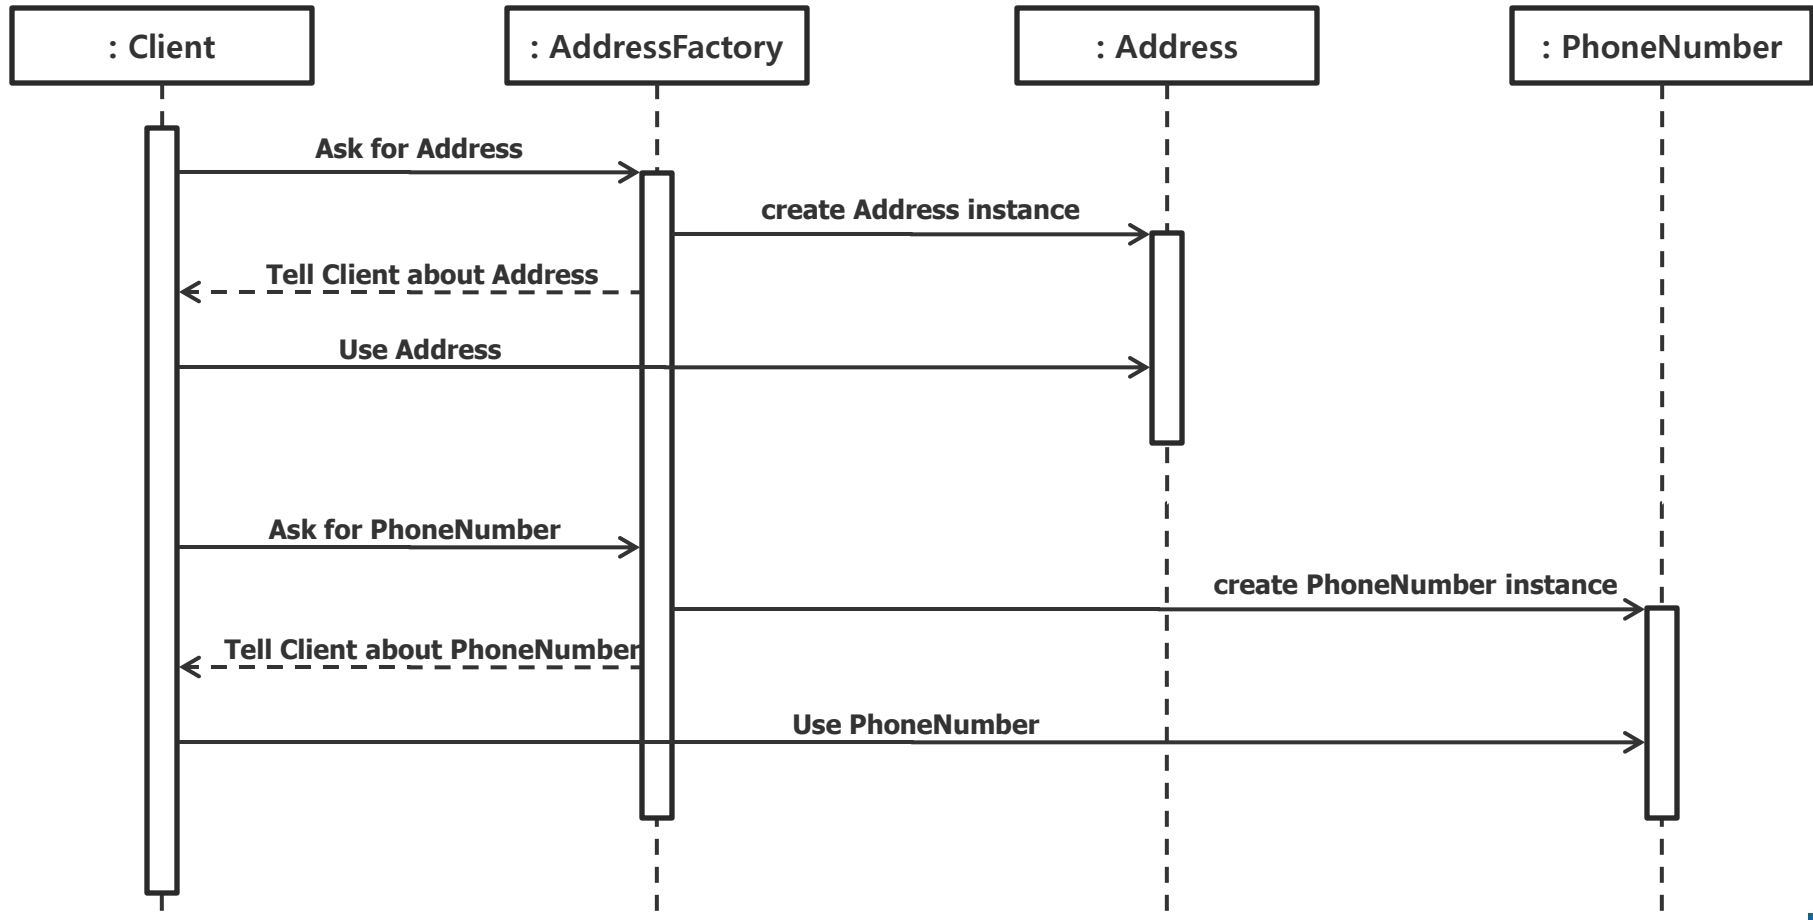 : Client
: AddressFactory
: Address
: PhoneNumber
Ask for Address
create Address instance
Tell Client about Address
Use Address
Ask for PhoneNumber
create PhoneNumber instance
Tell Client about PhoneNumber
Use PhoneNumber